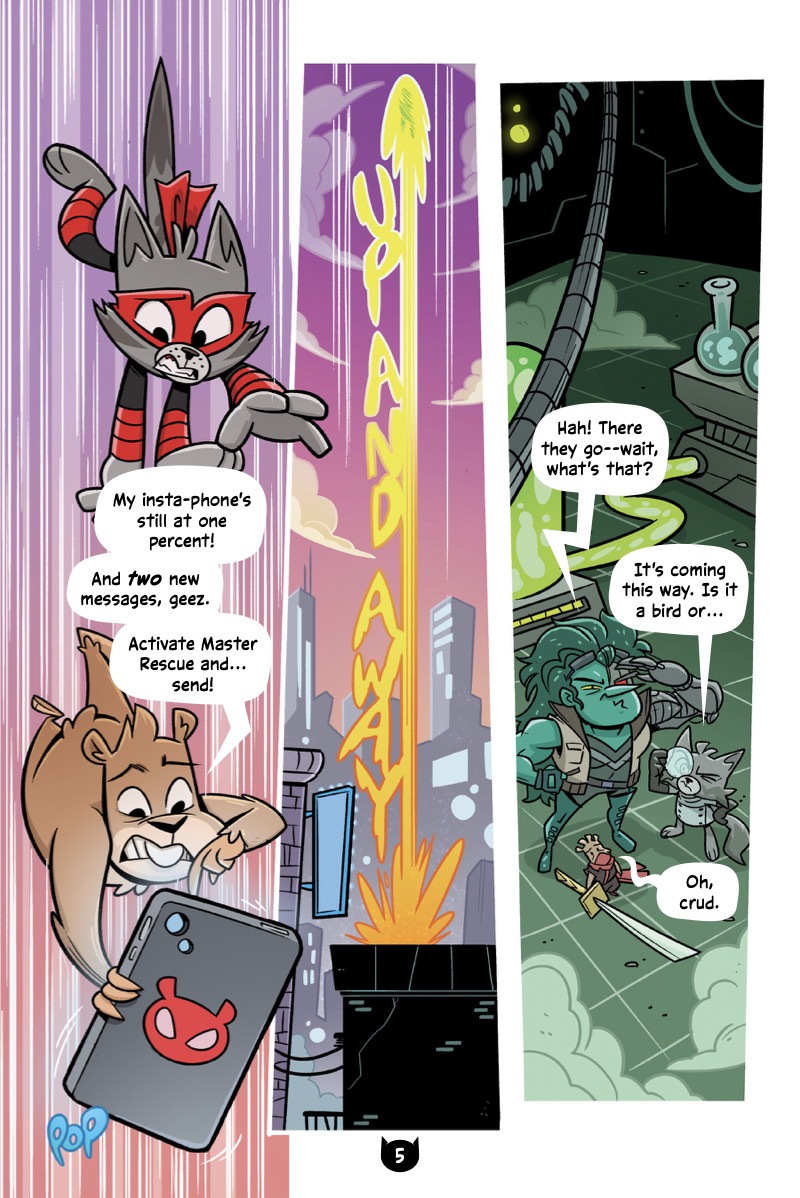 My insta-phone's
still at one
percent!
And two new
messages, geez.
Activate Master
Rescue and...
send!
POP
UP AND AWAY
Hah! There
they go--wait,
what's that?
It's coming
this way. Is it
a bird or...
Oh,
crud.
5